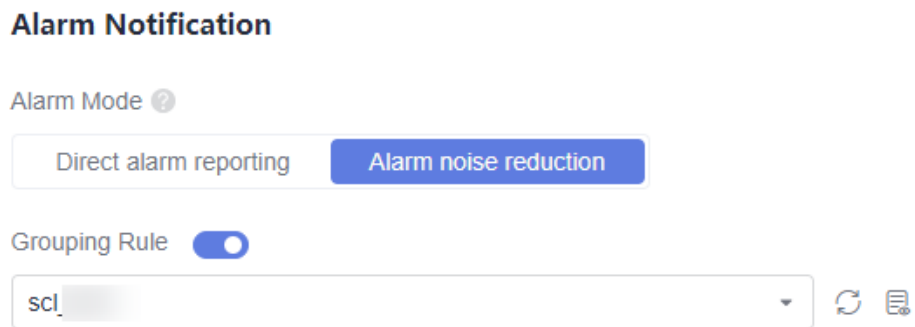 Alarm Notification
Alarm Mode ?
Direct alarm reporting Alarm noise reduction
Grouping Rule
scl_